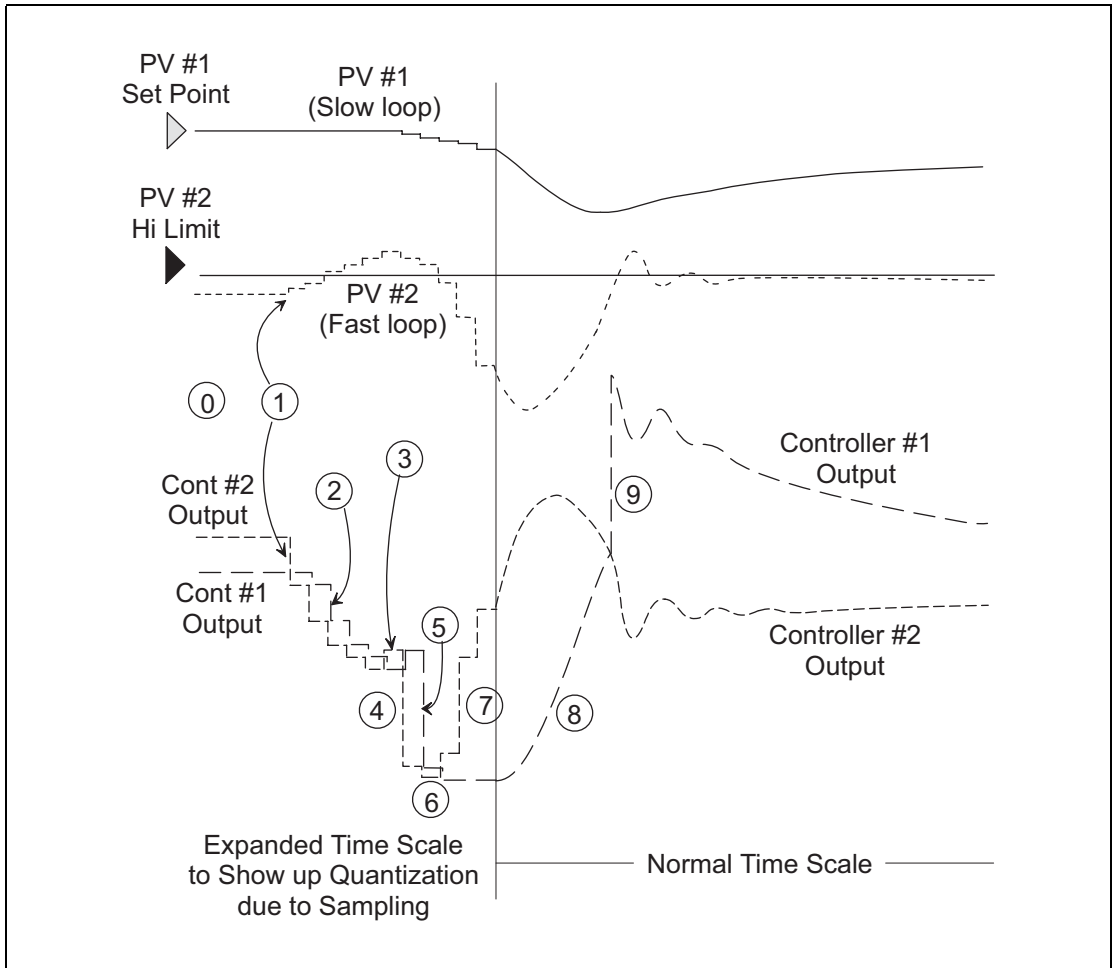 PV #1
Set Point
PV #1
(Slow loop)
PV #2
Hi Limit
PV #2
(Fast loop)
0
1
2
3
Cont #2
Output
Cont #1
Output
4
5
6
7
8
9
Controller #1
Output
Controller #2
Output
Expanded Time Scale
to Show up Quantization
due to Sampling
Normal Time Scale